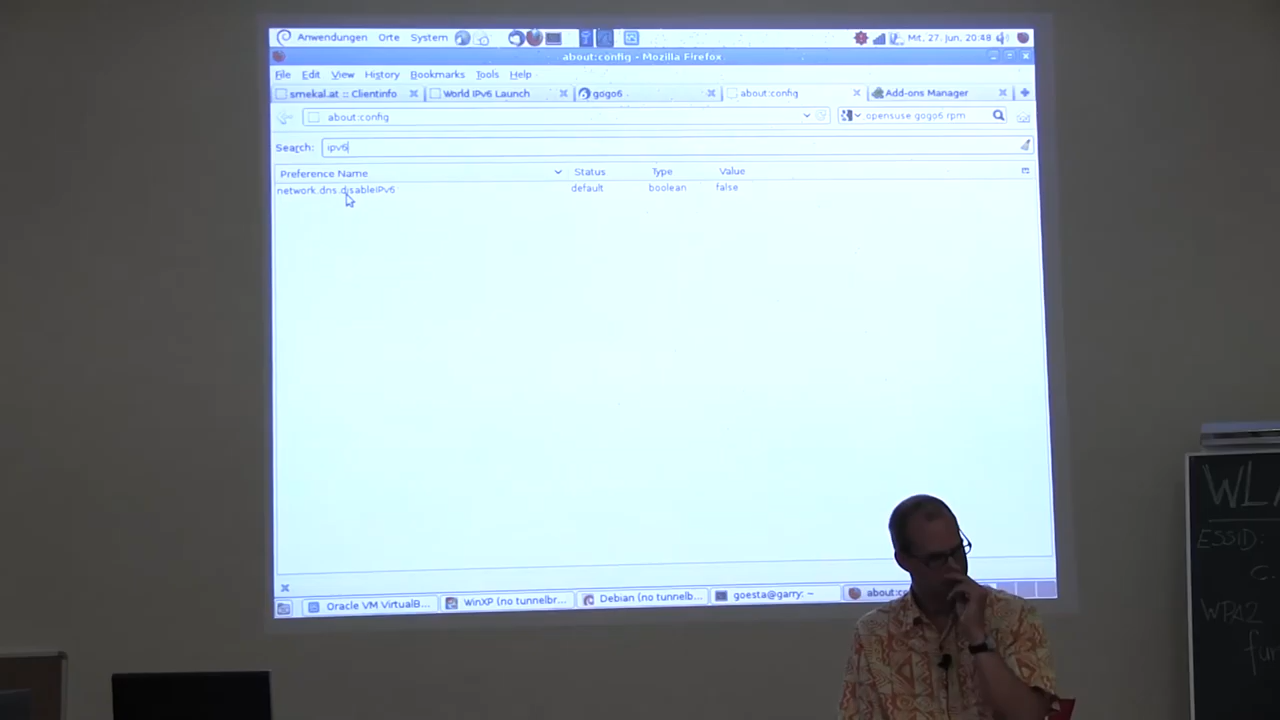 Anwendungen Orte System Mit, 27. Jun, 20:48
about:config - Mozilla Firefox
File Edit View History Bookmarks Tools Help
smekal.at :: Clientinfo World IPv6 Launch gogo6 about:config Add-ons Manager
about:config opensuse gogo6 rpm
Search: ipv6
Preference Name Status Type Value
network.dns.disableIPv6 default boolean false
Oracle VM VirtualB... WinXP (no tunnelbr... Debian (no tunnelb... goesta@garry: ~ about:co
WL
ESSID:
WPA2